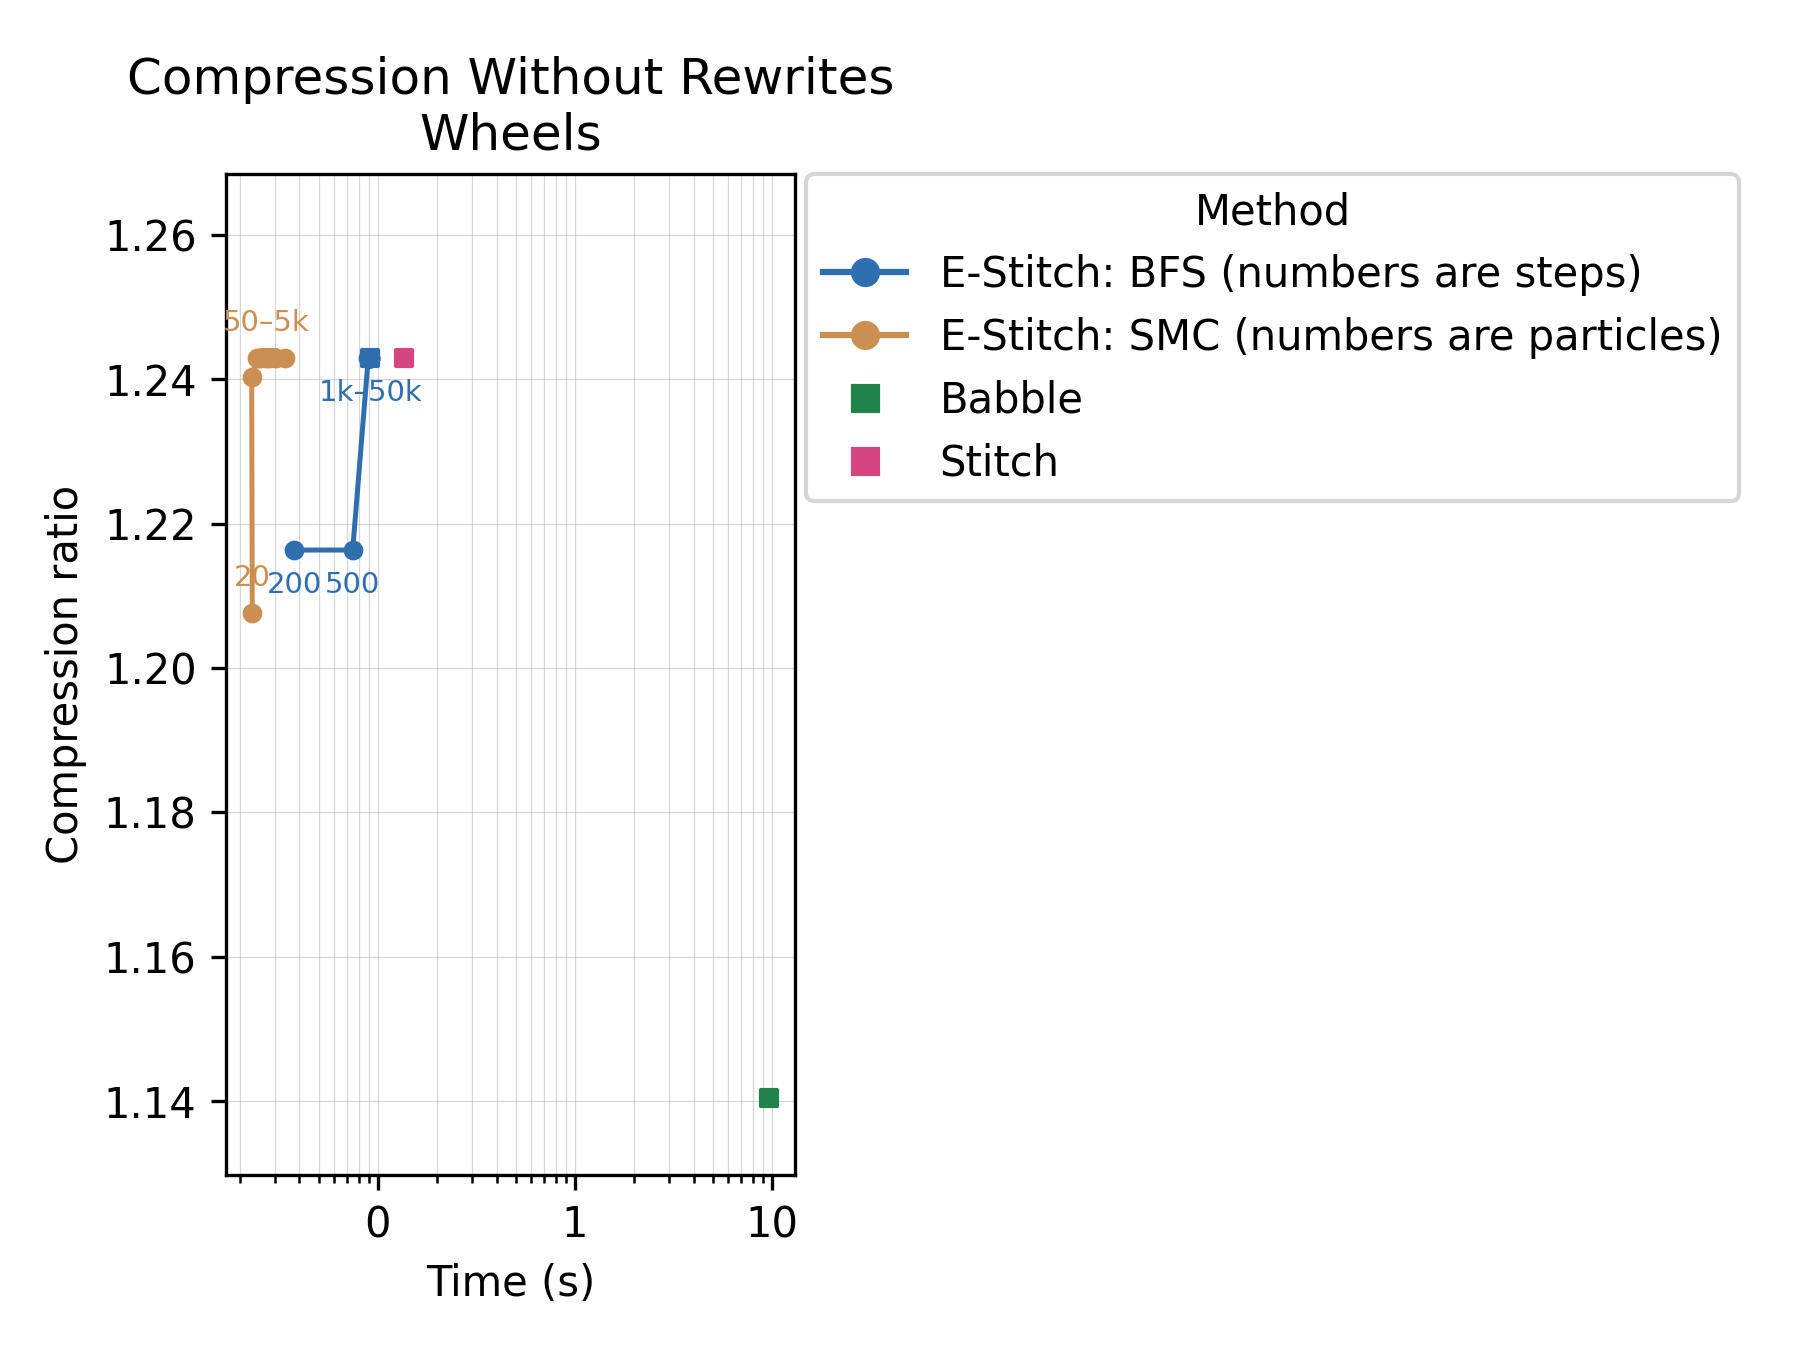 Compression Without Rewrites
Wheels
Method
E-Stitch: BFS (numbers are steps)
E-Stitch: SMC (numbers are particles)
Babble
Stitch
Compression ratio
1.26
1.24
1.22
1.20
1.18
1.16
1.14
50–5k
1k–50k
20
200
500
0
1
10
Time (s)